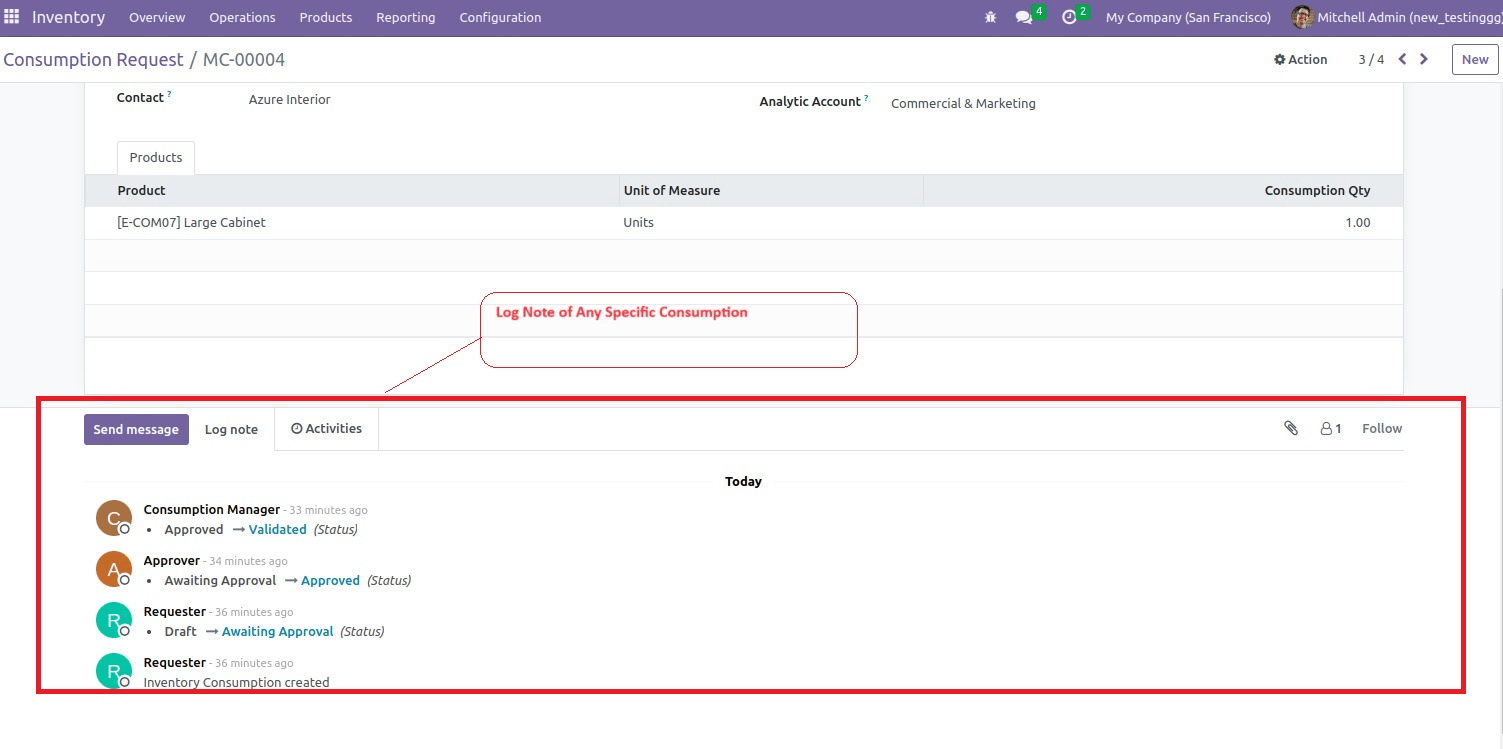 Inventory Overview Operations Products Reporting Configuration 4 2 My Company (San Francisco) Mitchell Admin (new_testinggg)
Consumption Request / MC-00004 Action 3 / 4 New
Contact ? Azure Interior Analytic Account ? Commercial & Marketing
Products
Product Unit of Measure Consumption Qty
[E-COM07] Large Cabinet Units 1.00
Log Note of Any Specific Consumption
Send message Log note Activities 1 Follow
Today
C Consumption Manager - 33 minutes ago
• Approved → Validated (Status)
A Approver - 34 minutes ago
• Awaiting Approval → Approved (Status)
R Requester - 36 minutes ago
• Draft → Awaiting Approval (Status)
R Requester - 36 minutes ago
Inventory Consumption created